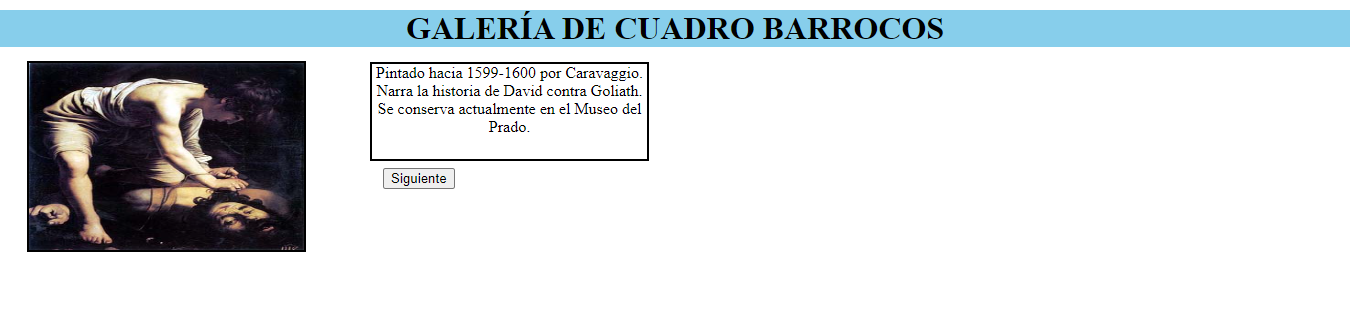 GALERÍA DE CUADRO BARROCOS
Pintado hacia 1599-1600 por Caravaggio.
Narra la historia de David contra Goliath.
Se conserva actualmente en el Museo del
Prado.
Siguiente